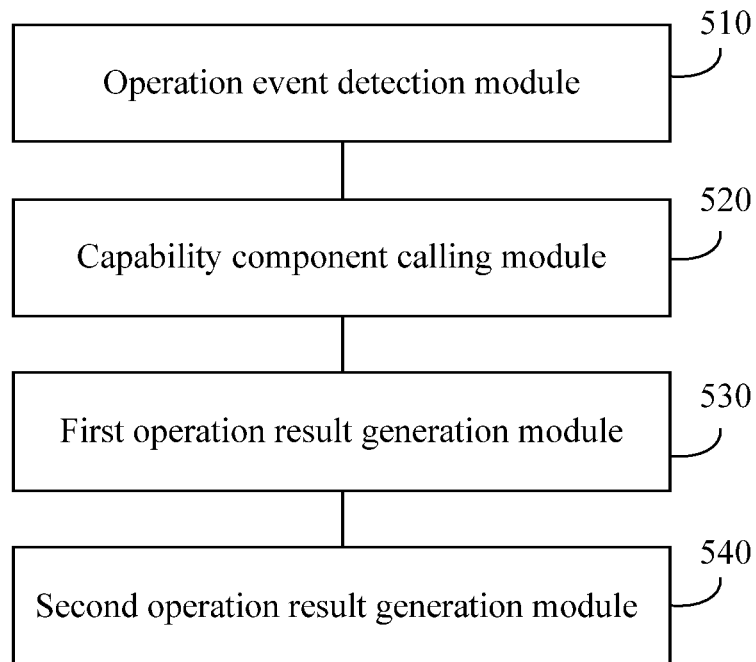 510
Operation event detection module
520
Capability component calling module
530
First operation result generation module
540
Second operation result generation module